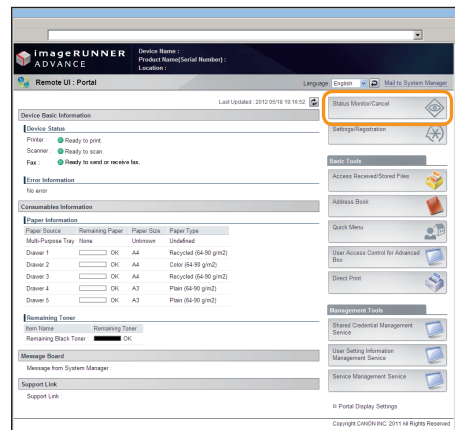 imageRUNNER
ADVANCE
Device Name :
Product Name(Serial Number) :
Location :
Remote UI : Portal
Language: English
Mail to System Manager
Last Updated : 2012 05/18 19:16:52
Device Basic Information
Device Status
Printer : Ready to print.
Scanner : Ready to scan.
Fax : Ready to send or receive fax.
Error Information
No error
Consumables Information
Paper Information
Paper Source Remaining Paper Paper Size Paper Type
Multi-Purpose Tray None Unknown Undefined
Drawer 1 OK A4 Recycled (64-90 g/m2)
Drawer 2 OK A4 Color (64-90 g/m2)
Drawer 3 OK A4 Recycled (64-90 g/m2)
Drawer 4 OK A3 Plain (64-90 g/m2)
Drawer 5 OK A3 Plain (64-90 g/m2)
Remaining Toner
Item Name Remaining Toner
Remaining Black Toner : OK
Message Board
Message from System Manager :
Support Link
Support Link :
Status Monitor/Cancel
Settings/Registration
Basic Tools
Access Received/Stored Files
Address Book
Quick Menu
User Access Control for Advanced
Box
Direct Print
Management Tools
Shared Credential Management
Service
User Setting Information
Management Service
Service Management Service
Portal Display Settings
Copyright CANON INC. 2011 All Rights Reserved